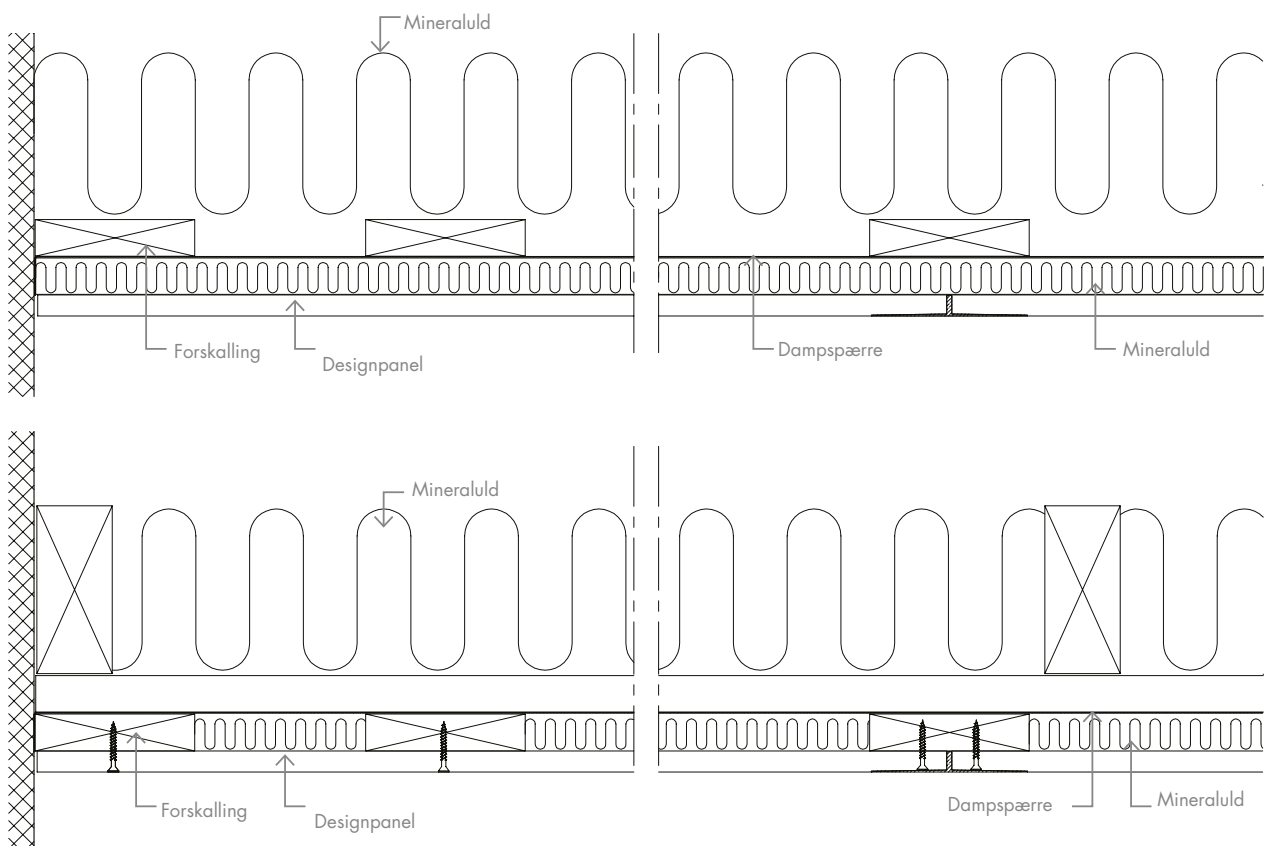 Mineraluld
Forskalling
Designpanel
Dampspærre
Mineraluld
Mineraluld
Forskalling
Designpanel
Dampspærre
Mineraluld